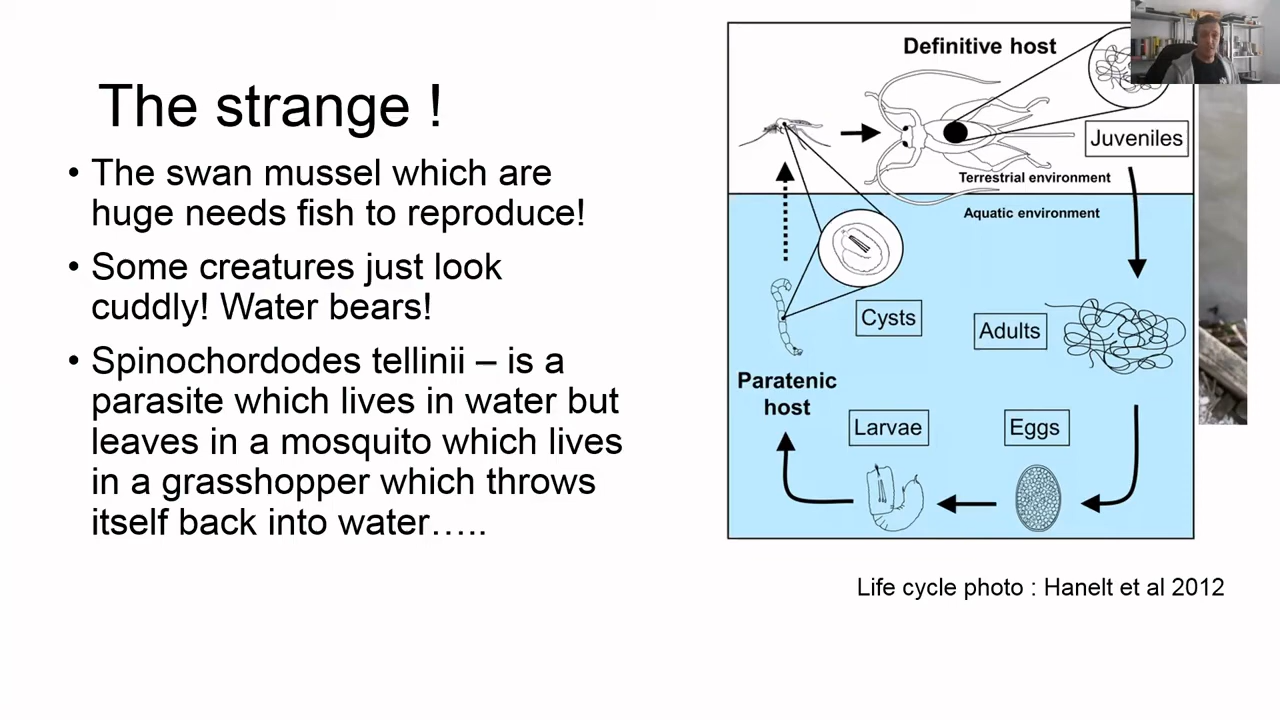 The strange !
• The swan mussel which are
huge needs fish to reproduce!
• Some creatures just look
cuddly! Water bears!
• Spinochordodes tellinii – is a
parasite which lives in water but
leaves in a mosquito which lives
in a grasshopper which throws
itself back into water…..
Definitive host
Juveniles
Terrestrial environment
Aquatic environment
Cysts
Adults
Paratenic
host
Larvae
Eggs
Life cycle photo : Hanelt et al 2012